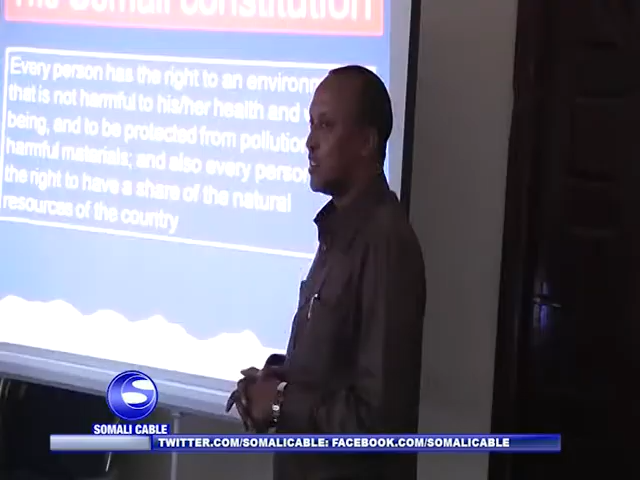 The Somali constitution
Every person has the right to an environm
that is not harmful to his/her health and
being, and to be protected from pollution
harmful materials; and also every person
the right to have a share of the natural
resources of the country
S
SOMALI CABLE
TWITTER.COM/SOMALICABLE: FACEBOOK.COM/SOMALICABLE